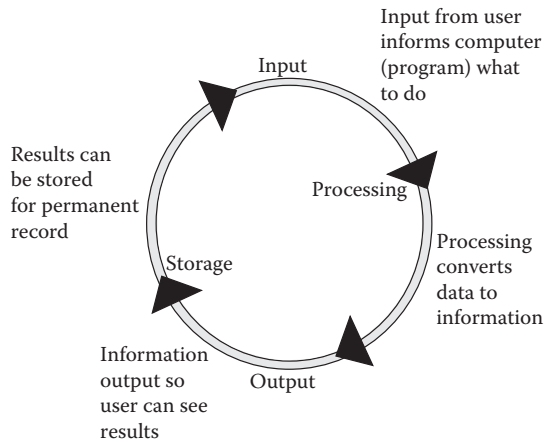 Input
Input from user
informs computer
(program) what
to do
Processing
Processing
converts
data to
information
Output
Information
output so
user can see
results
Storage
Results can
be stored
for permanent
record